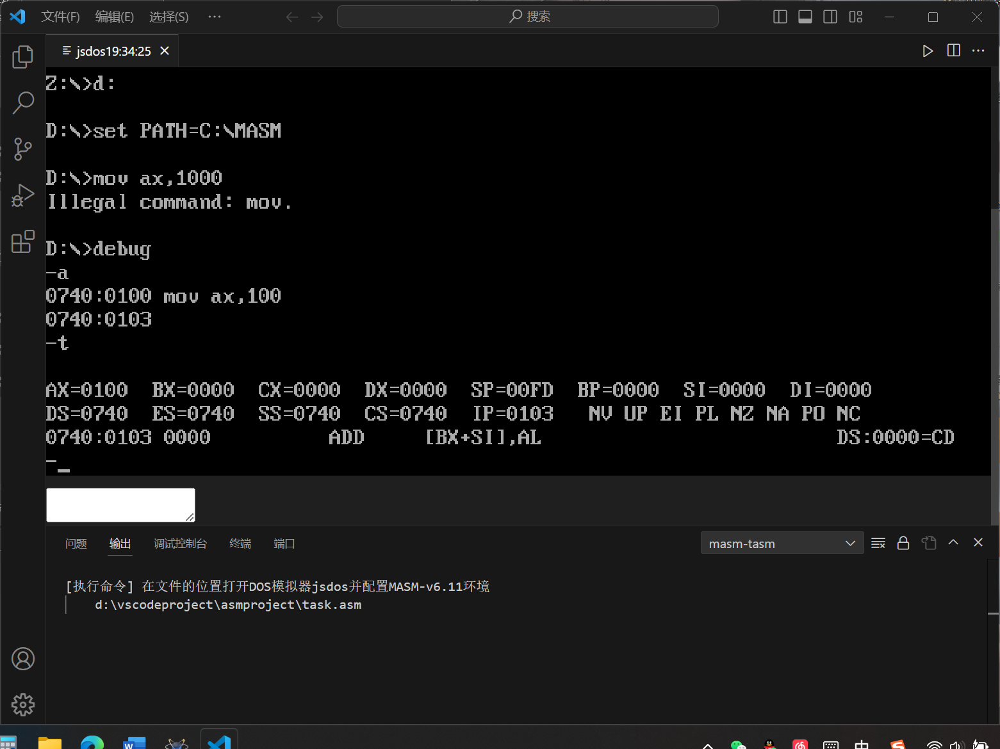 文件(F) 编辑(E) 选择(S) ··· 搜索
jsdos19:34:25
Z:\>d:
D:\>set PATH=C:\MASM
D:\>mov ax,1000
Illegal command: mov.
D:\>debug
-a
0740:0100 mov ax,100
0740:0103
-t
AX=0100 BX=0000 CX=0000 DX=0000 SP=00FD BP=0000 SI=0000 DI=0000
DS=0740 ES=0740 SS=0740 CS=0740 IP=0103 NV UP EI PL NZ NA PO NC
0740:0103 0000 ADD [BX+SI],AL DS:0000=CD
-_
问题 输出 调试控制台 终端 端口 masm-tasm
[执行命令] 在文件的位置打开DOS模拟器jsdos并配置MASM-v6.11环境
d:\vscodeproject\asmproject\task.asm
中